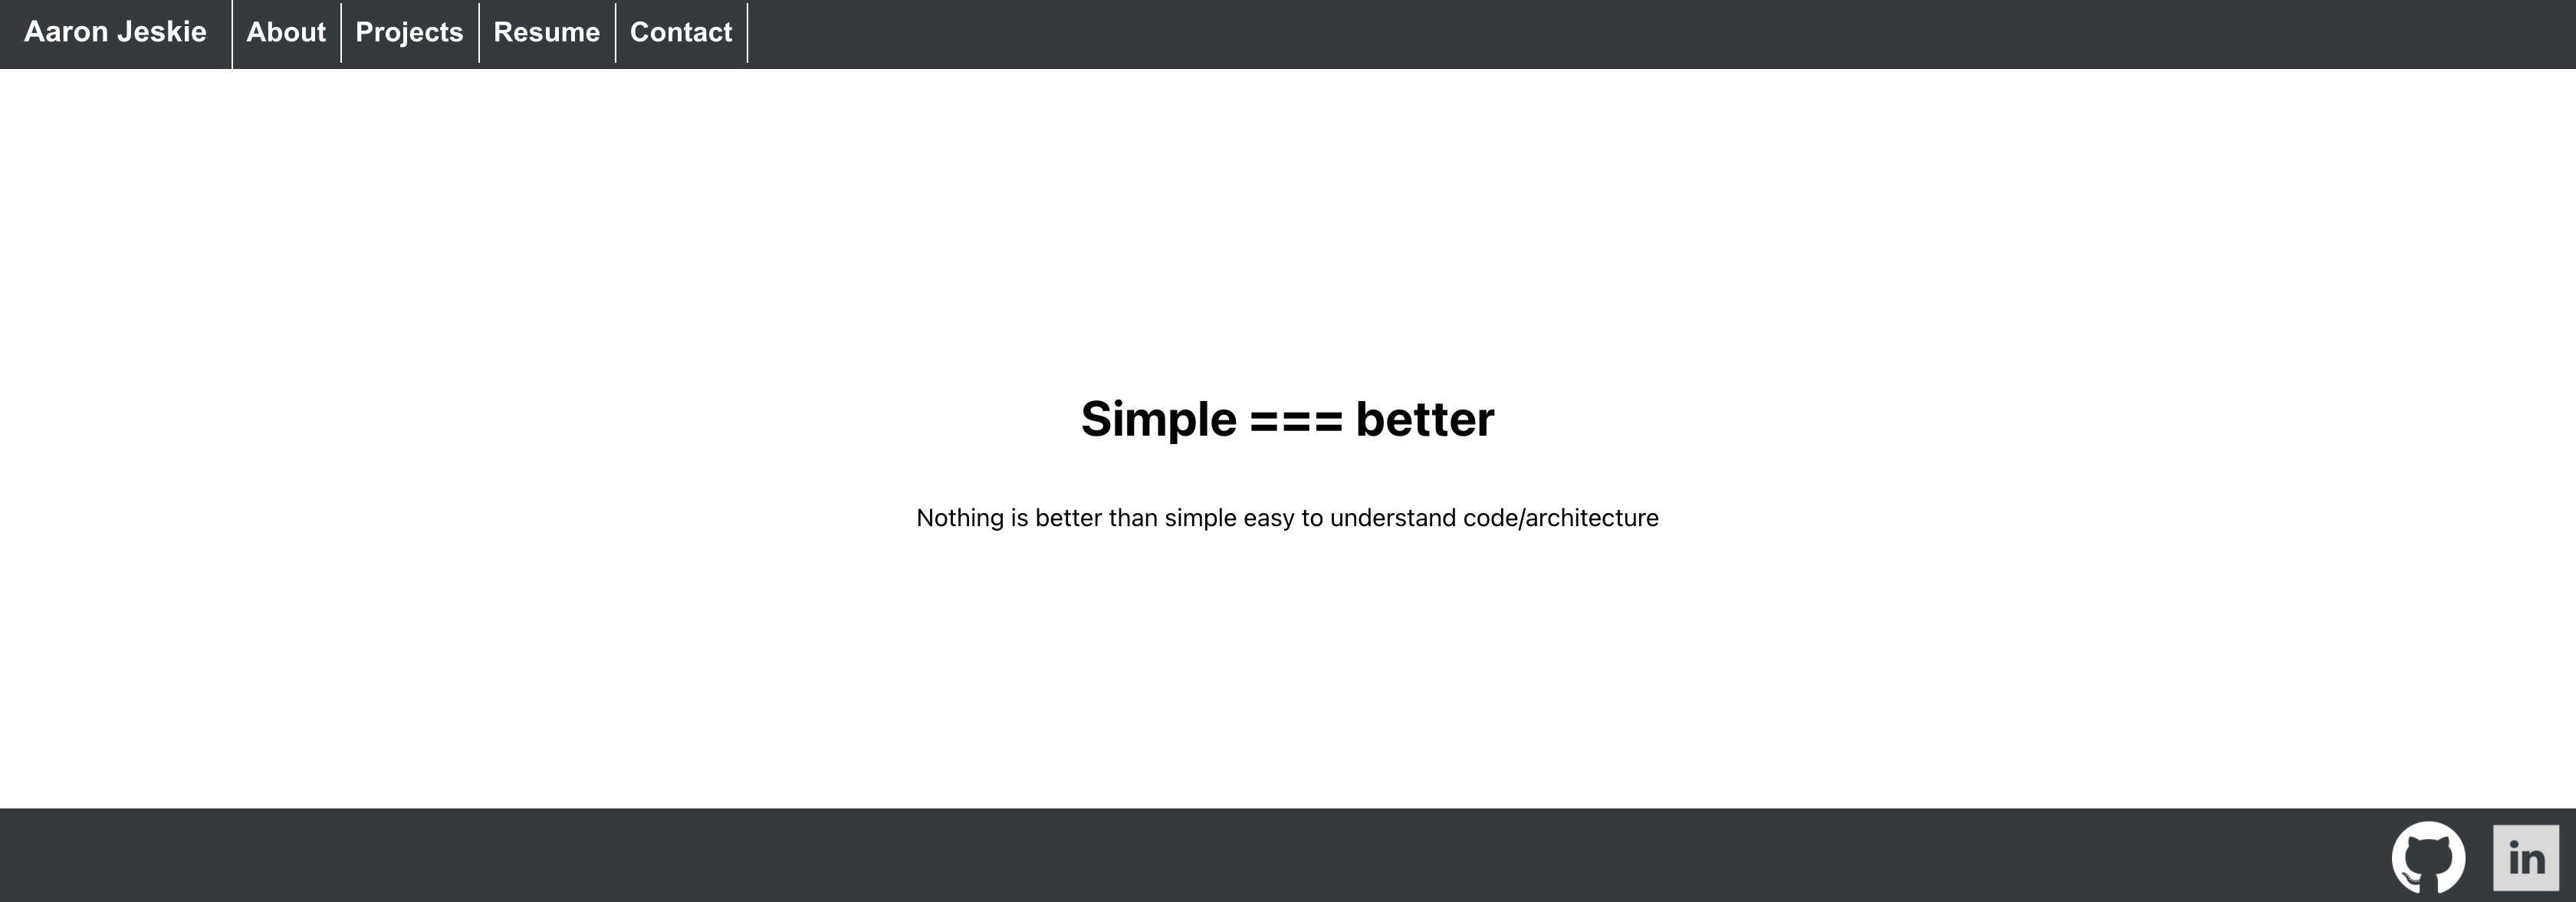 Aaron Jeskie About Projects Resume Contact
Simple === better
Nothing is better than simple easy to understand code/architecture
in